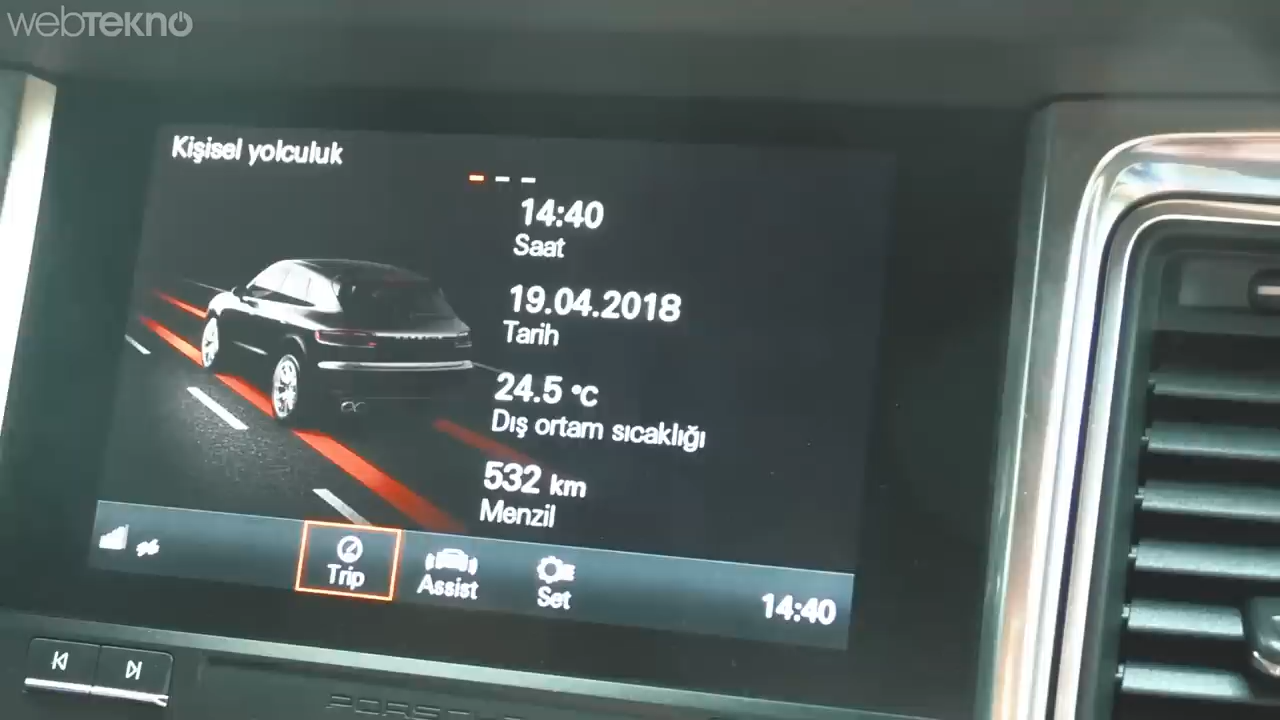 webtekno
Kişisel yolculuk
14:40
Saat
19.04.2018
Tarih
24.5 °C
Dış ortam sıcaklığı
532 km
Menzil
Trip
Assist
Set
14:40
PORSCHE